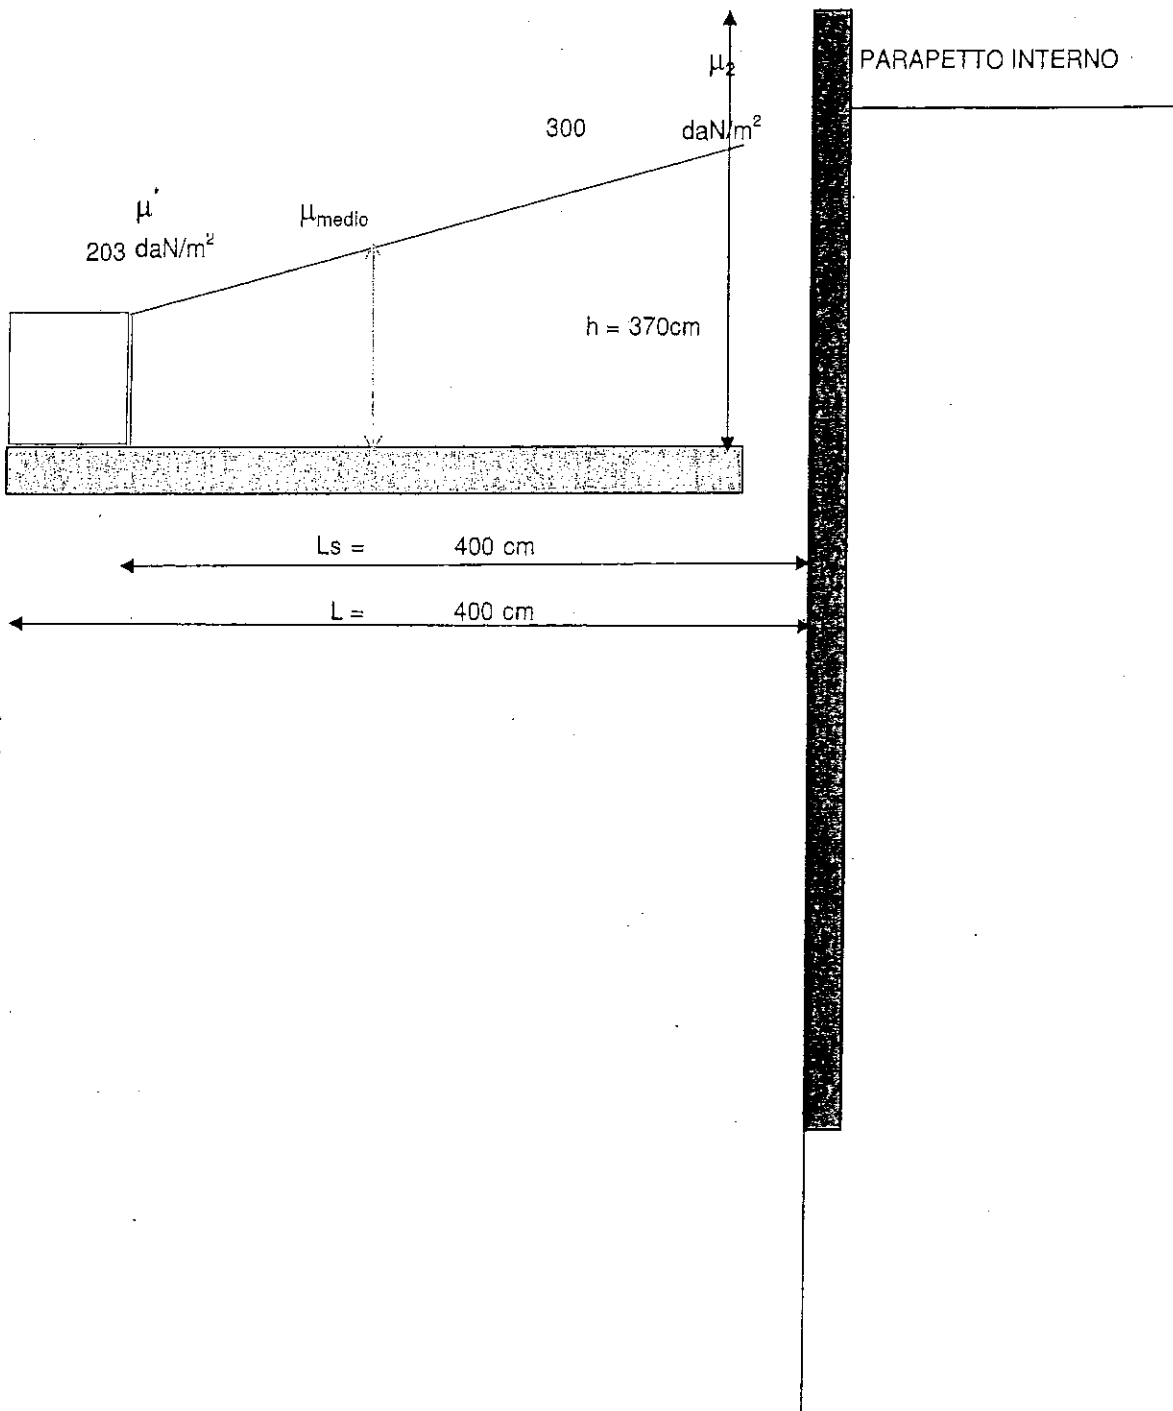 μ₂
PARAPETTO INTERNO
300 daN/m²
μ'
μmedio
203 daN/m²
h = 370cm
Ls = 400 cm
L = 400 cm